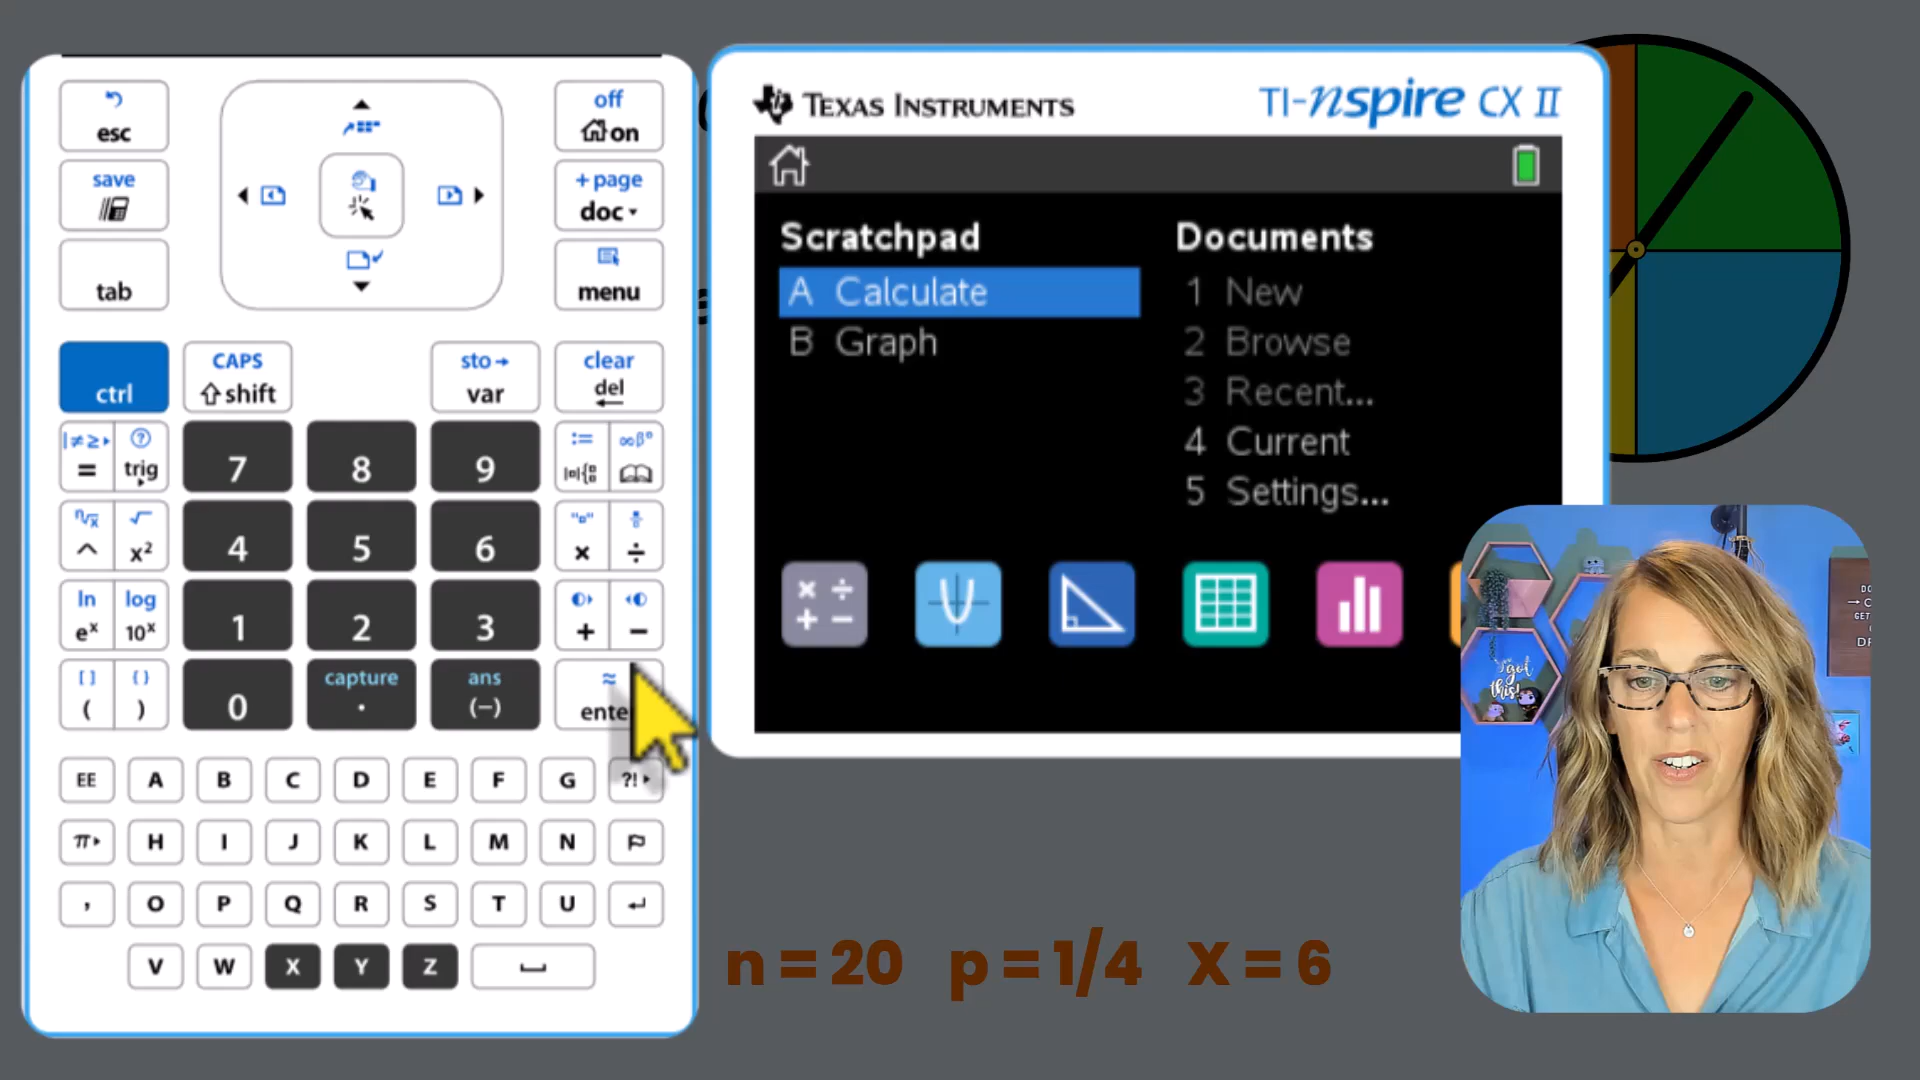 esc
off
on
save
+ page
doc
tab
menu
ctrl
CAPS
shift
sto→
var
clear
del
|≠≥▸
=
?
trig
7
8
9
:=
∞β°
ⁿ√x
^
√
x²
4
5
6
"□"
×
÷
ln
eˣ
log
10ˣ
1
2
3
+
−
[ ]
(
{ }
)
0
capture
.
ans
(−)
≈
ente
EE
A
B
C
D
E
F
G
?!▸
π▸
H
I
J
K
L
M
N
,
O
P
Q
R
S
T
U
V
W
X
Y
Z
TEXAS INSTRUMENTS
TI-nspire CX II
Scratchpad
A Calculate
B Graph
Documents
1 New
2 Browse
3 Recent...
4 Current
5 Settings...
n = 20 p = 1/4 X = 6
you got
this!